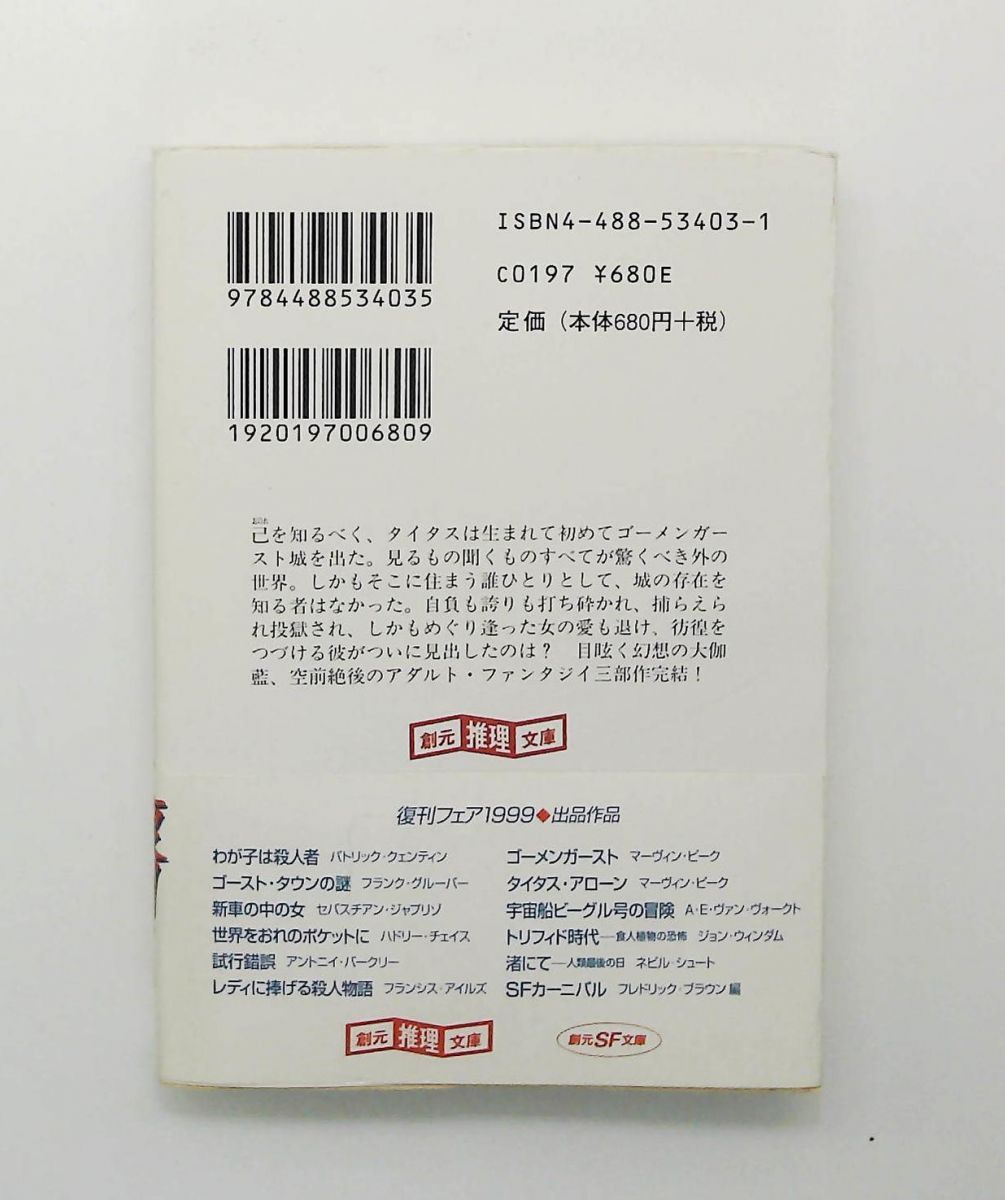 9784488534035
ISBN4-488-53403-1
C0197 ¥680E
定価（本体680円＋税）
1920197006809
己を知るべく、タイタスは生まれて初めてゴーメンガー
スト城を出た。見るもの聞くものすべてが驚くべき外の
世界。しかもそこに住まう誰ひとりとして、城の存在を
知る者はなかった。自負も誇りも打ち砕かれ、捕らえら
れ投獄され、しかもめぐり逢った女の愛も退け、彷徨を
つづける彼がついに見出したのは？　目眩く幻想の大伽
藍、空前絶後のアダルト・ファンタジイ三部作完結！
創元推理文庫
復刊フェア1999◆出品作品
わが子は殺人者 パトリック・クェンティン
ゴースト・タウンの謎 フランク・グルーバー
新車の中の女 セバスチアン・ジャプリゾ
世界をおれのポケットに ハドリー・チェイス
試行錯誤 アントニイ・バークリー
レディに捧げる殺人物語 フランシス・アイルズ
ゴーメンガースト マーヴィン・ピーク
タイタス・アローン マーヴィン・ピーク
宇宙船ビーグル号の冒険 A・E・ヴァン・ヴォークト
トリフィド時代―食人植物の恐怖 ジョン・ウィンダム
渚にて―人類最後の日 ネビル・シュート
SFカーニバル フレドリック・ブラウン編
創元推理文庫
創元SF文庫